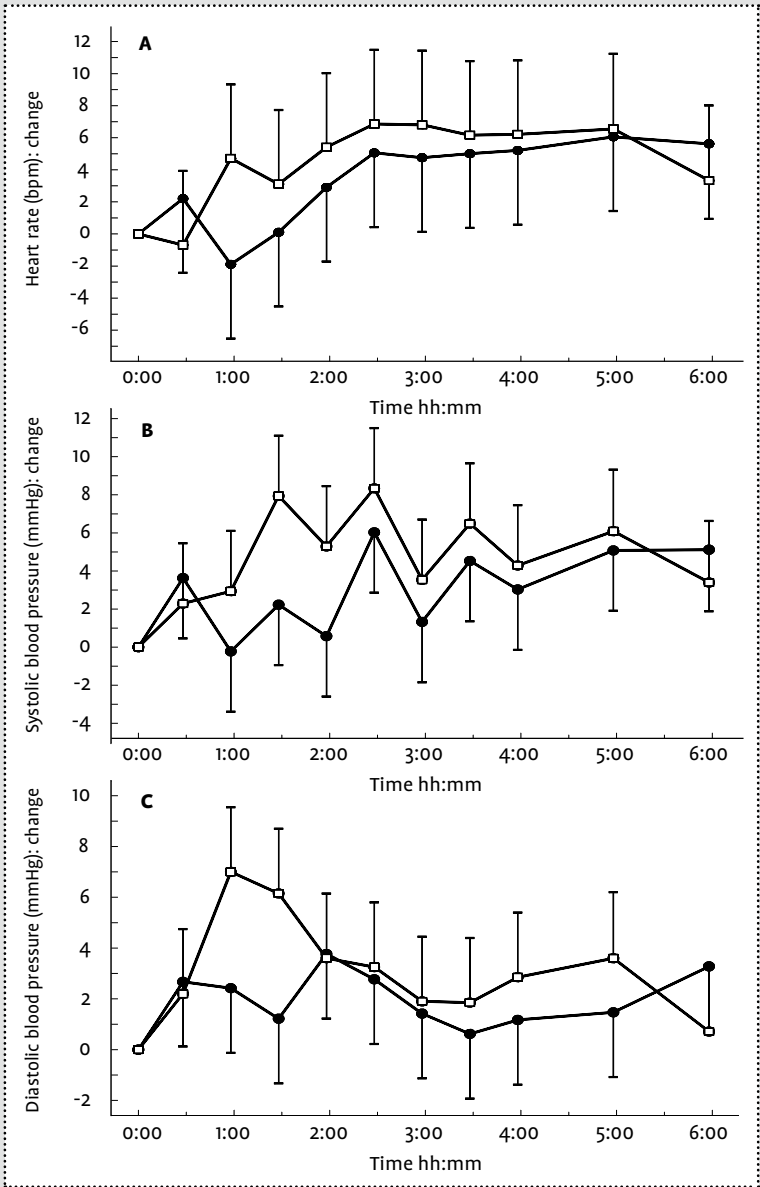 A
Heart rate (bpm): change
12
10
8
6
4
2
0
-2
-4
-6
0:00 1:00 2:00 3:00 4:00 5:00 6:00
Time hh:mm
B
Systolic blood pressure (mmHg): change
12
10
8
6
4
2
0
-2
-4
0:00 1:00 2:00 3:00 4:00 5:00 6:00
Time hh:mm
C
Diastolic blood pressure (mmHg): change
10
8
6
4
2
0
-2
0:00 1:00 2:00 3:00 4:00 5:00 6:00
Time hh:mm